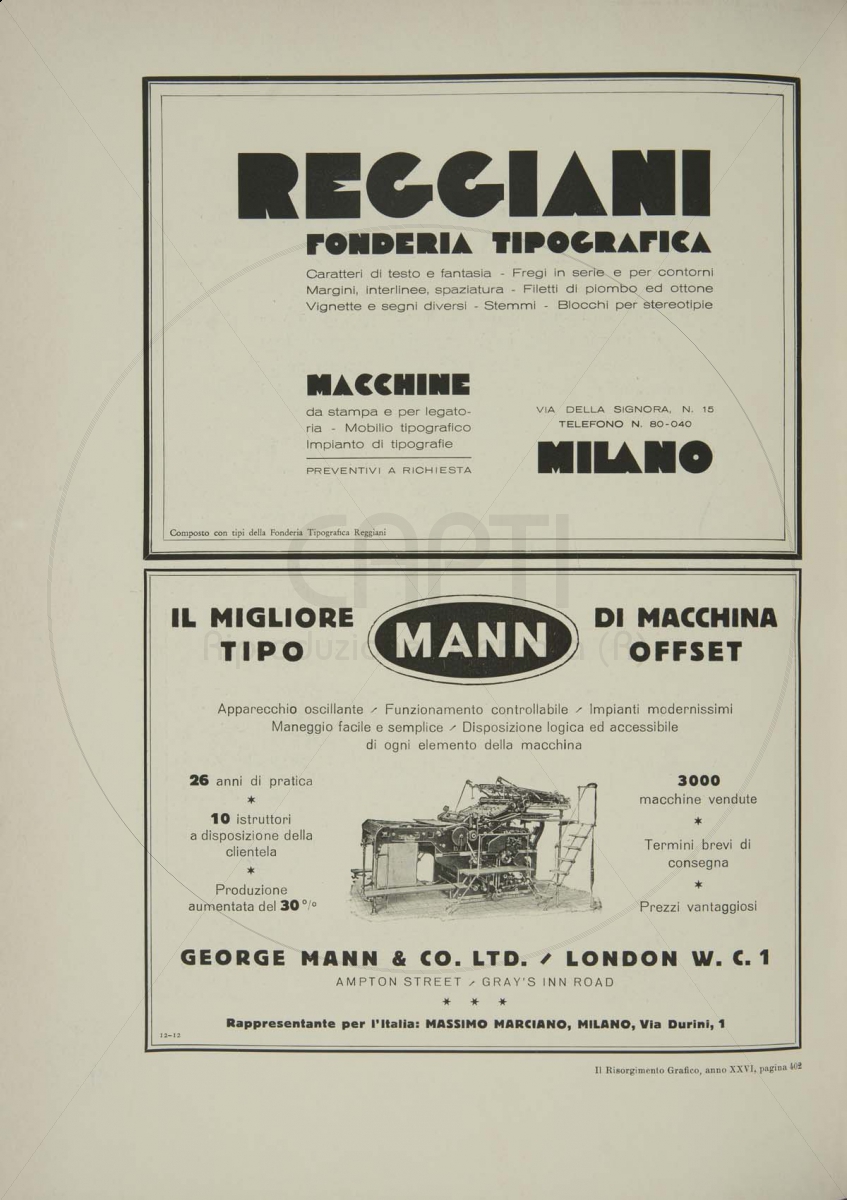 REGGIANI
FONDERIA TIPOGRAFICA
Caratteri di testo e fantasia - Fregi in serie e per contorni
Margini, interlinee, spaziatura - Filetti di piombo ed ottone
Vignette e segni diversi - Stemmi - Blocchi per stereotipie
MACCHINE
da stampa e per legato-
ria - Mobilio tipografico
Impianto di tipografie
PREVENTIVI A RICHIESTA
VIA DELLA SIGNORA, N. 15
TELEFONO N. 80-040
MILANO
Composto con tipi della Fonderia Tipografica Reggiani
CAPTI
IL MIGLIORE
TIPO
MANN
DI MACCHINA
OFFSET
Apparecchio oscillante / Funzionamento controllabile / Impianti modernissimi
Maneggio facile e semplice / Disposizione logica ed accessibile
di ogni elemento della macchina
26 anni di pratica
*
10 istruttori
a disposizione della
clientela
*
Produzione
aumentata del 30 %
3000
macchine vendute
*
Termini brevi di
consegna
*
Prezzi vantaggiosi
GEORGE MANN & CO. LTD. / LONDON W. C. 1
AMPTON STREET / GRAY'S INN ROAD
* * *
Rappresentante per l'Italia: MASSIMO MARCIANO, MILANO, Via Durini, 1
12-12
Il Risorgimento Grafico, anno XXVI, pagina 402